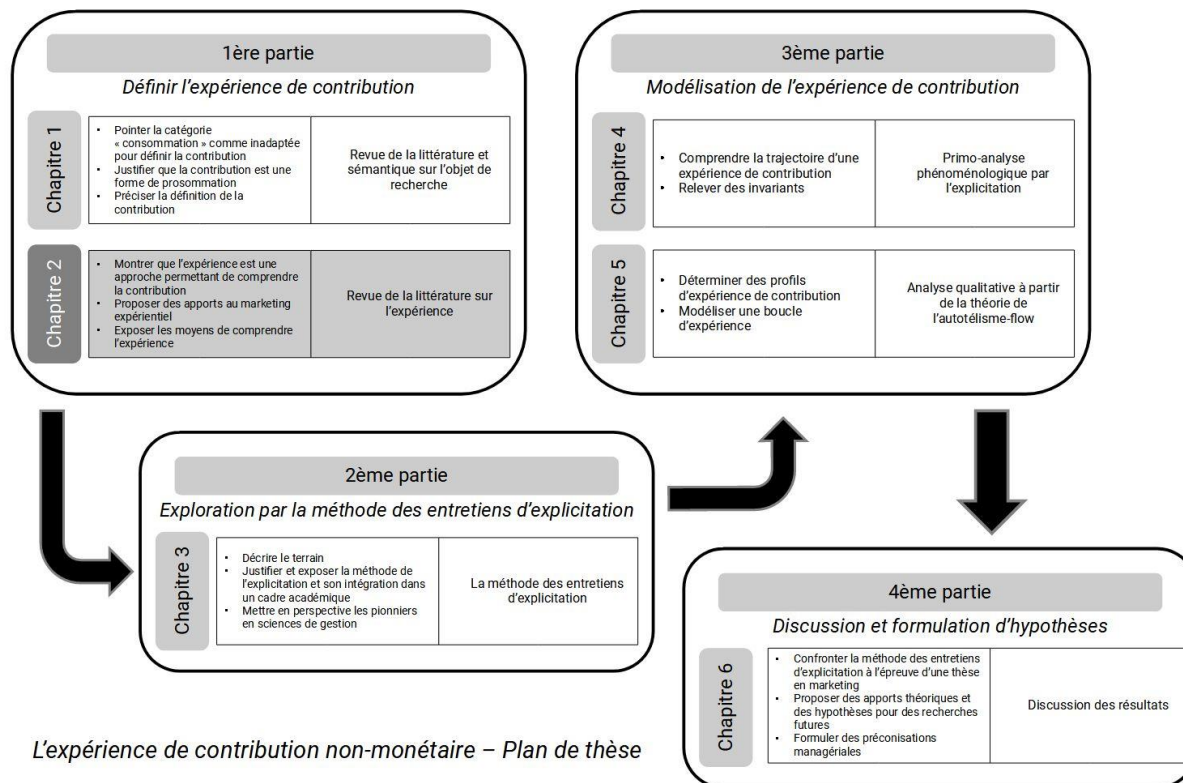 1ère partie
Définir l'expérience de contribution
Chapitre 1
• Pointer la catégorie
« consommation » comme inadaptée
pour définir la contribution
• Justifier que la contribution est une
forme de prosommation
• Préciser la définition de la
contribution
Revue de la littérature et
sémantique sur l'objet de
recherche
Chapitre 2
• Montrer que l'expérience est une
approche permettant de comprendre
la contribution
• Proposer des apports au marketing
expérientiel
• Exposer les moyens de comprendre
l'expérience
Revue de la littérature sur
l'expérience
2ème partie
Exploration par la méthode des entretiens d'explicitation
Chapitre 3
• Décrire le terrain
• Justifier et exposer la méthode de
l'explicitation et son intégration dans
un cadre académique
• Mettre en perspective les pionniers
en sciences de gestion
La méthode des entretiens
d'explicitation
3ème partie
Modélisation de l'expérience de contribution
Chapitre 4
• Comprendre la trajectoire d'une
expérience de contribution
• Relever des invariants
Primo-analyse
phénoménologique par
l'explicitation
Chapitre 5
• Déterminer des profils
d'expérience de contribution
• Modéliser une boucle
d'expérience
Analyse qualitative à partir
de la théorie de
l'autotélisme-flow
4ème partie
Discussion et formulation d'hypothèses
Chapitre 6
• Confronter la méthode des entretiens
d'explicitation à l'épreuve d'une thèse
en marketing
• Proposer des apports théoriques et
des hypothèses pour des recherches
futures
• Formuler des préconisations
managériales
Discussion des résultats
L'expérience de contribution non-monétaire – Plan de thèse